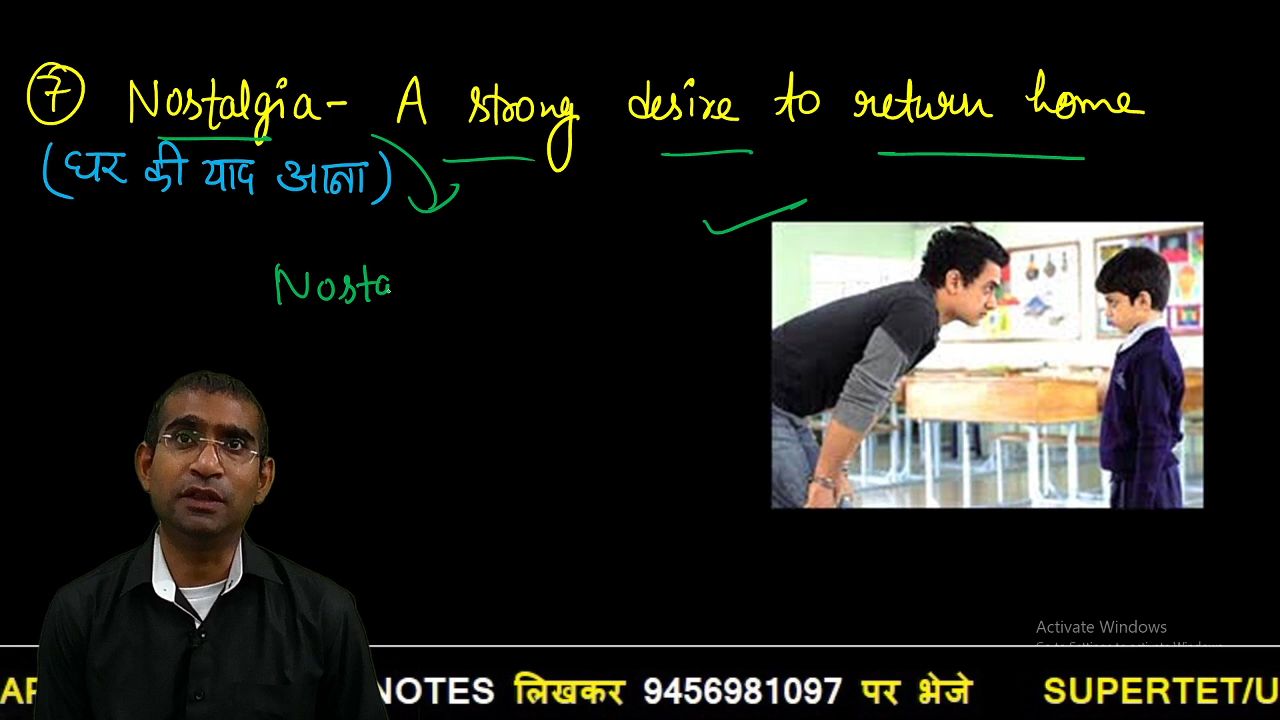 7 Nostalgia- A strong desire to return home
(घर की याद आना)
Nosta
Activate Windows
NOTES लिखकर 9456981097 पर भेजे SUPERTET/U